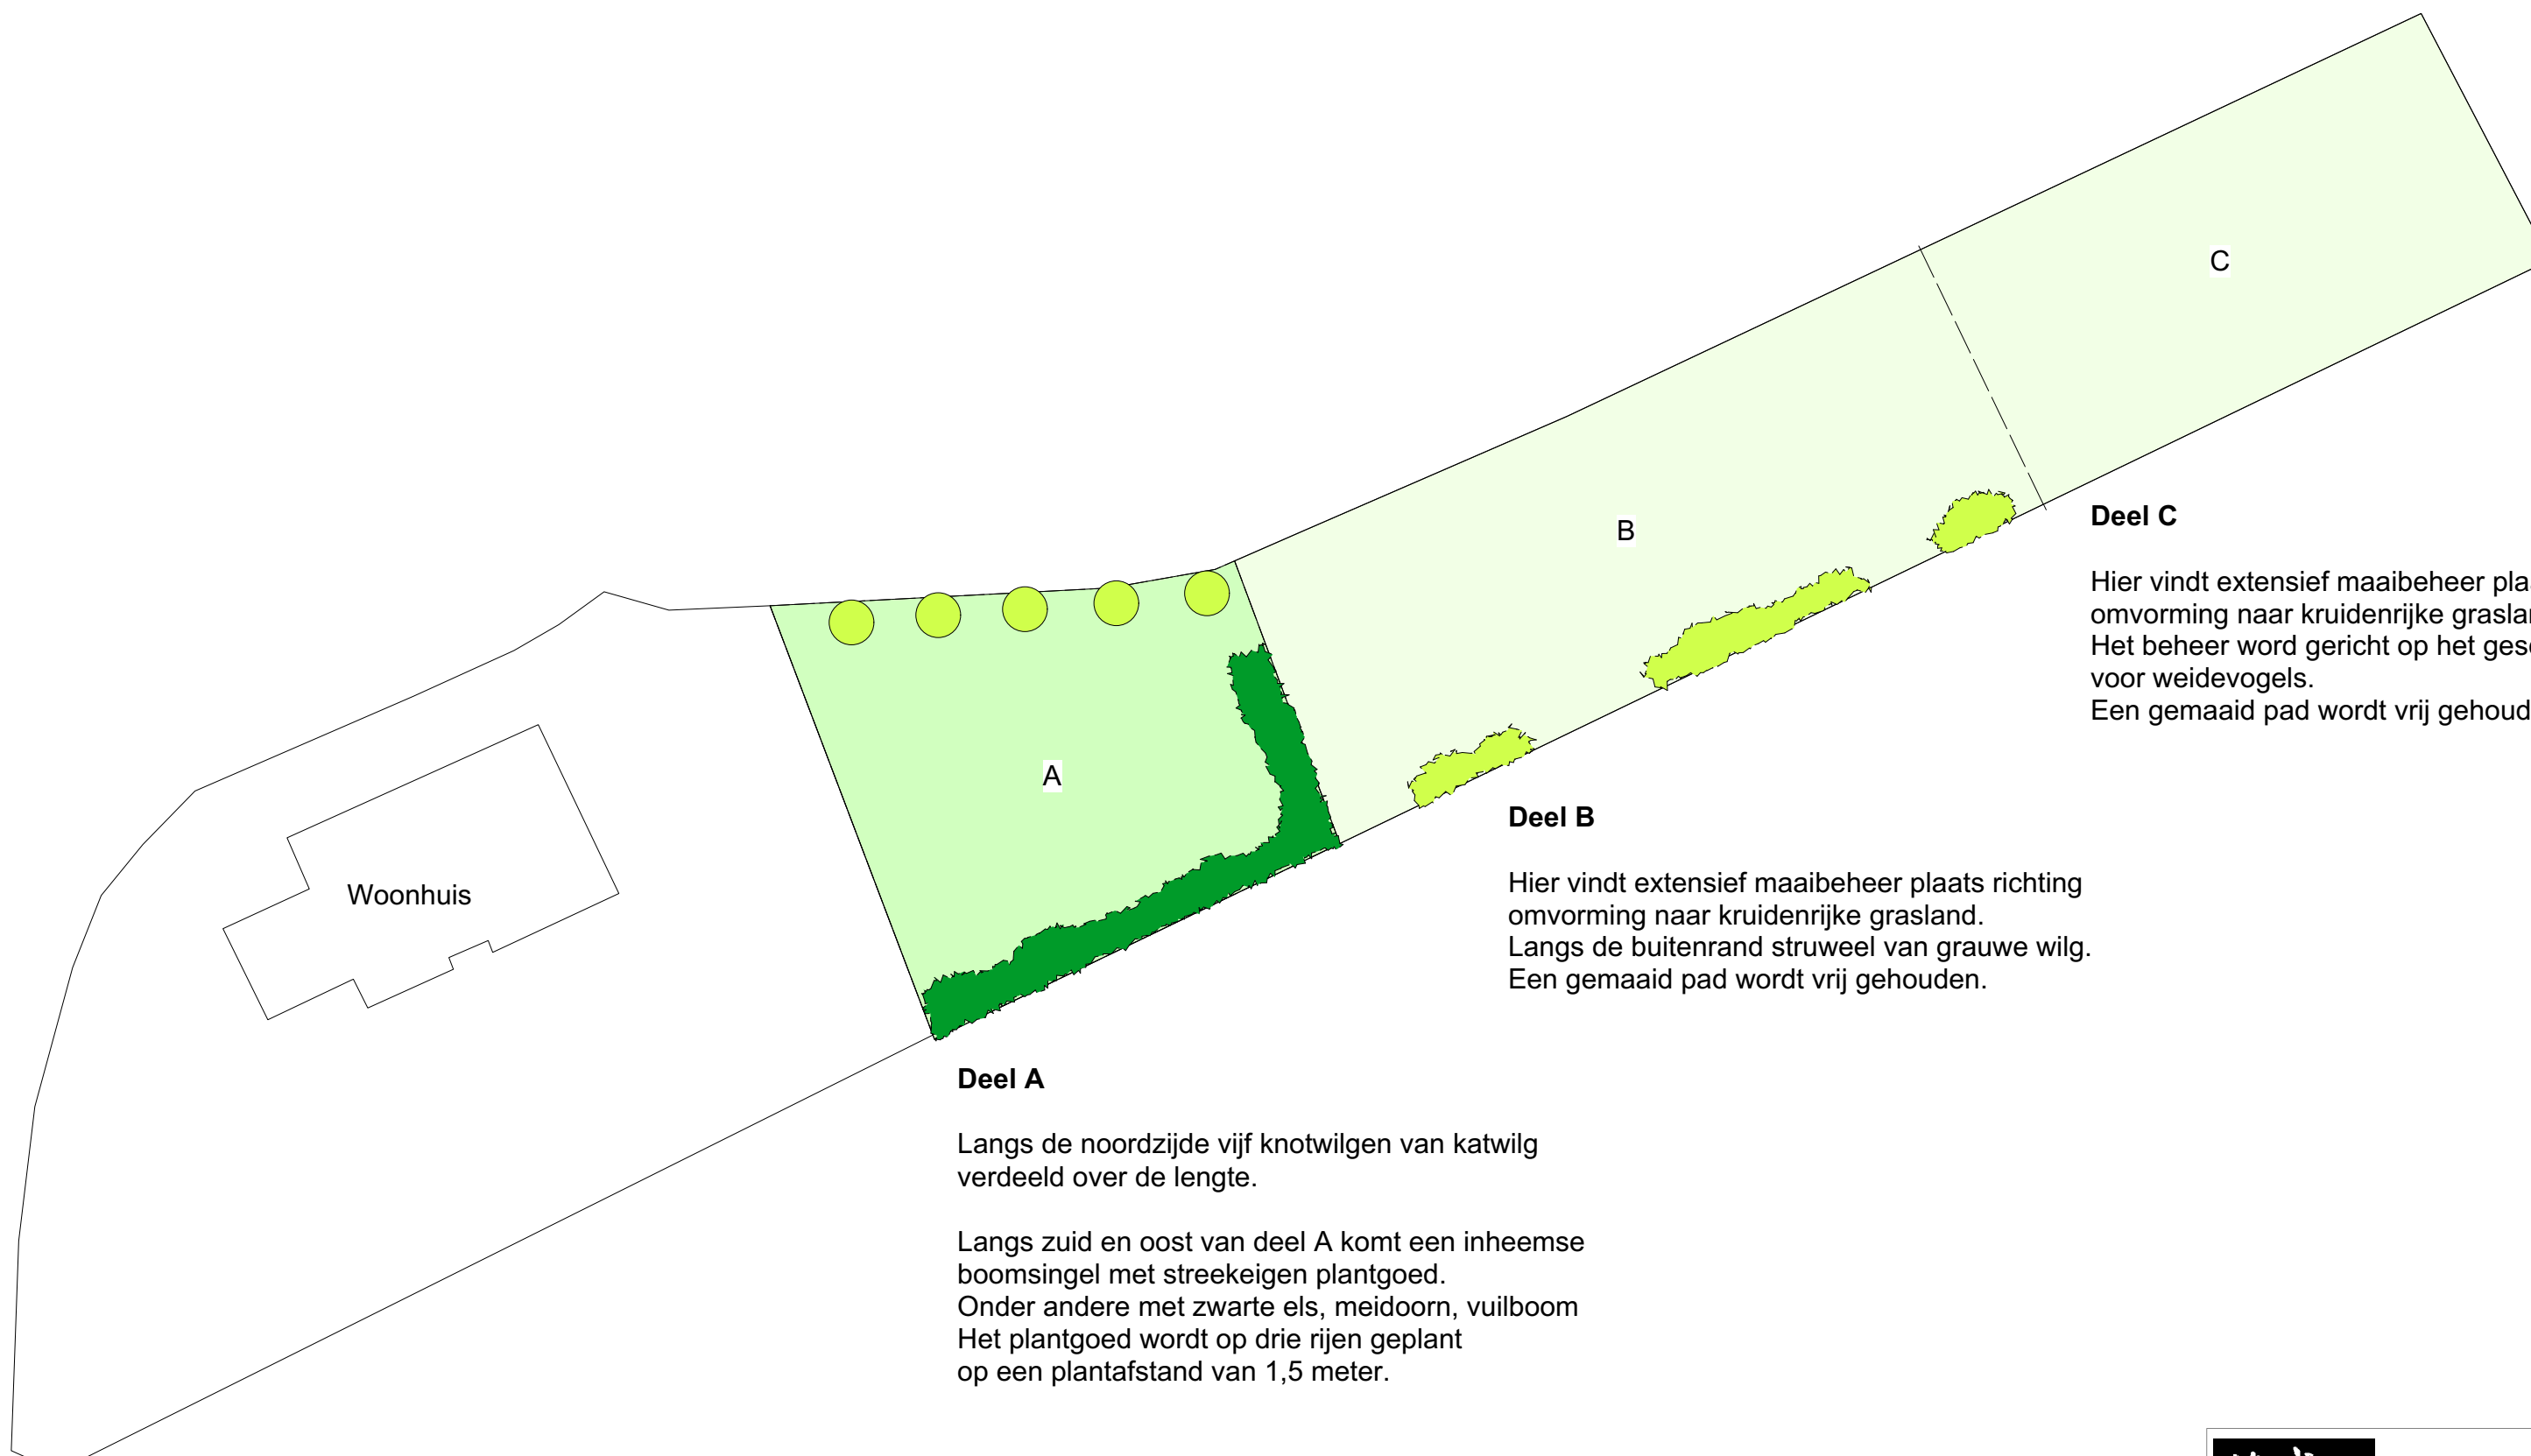 C
B
A
Woonhuis
Deel C
Hier vindt extensief maaibeheer
omvorming naar kruidenrijke
Het beheer word gericht op het
voor weidevogels.
Een gemaaid pad wordt vrij
Deel B
Hier vindt extensief maaibeheer plaats richting
omvorming naar kruidenrijke grasland.
Langs de buitenrand struweel van grauwe wilg.
Een gemaaid pad wordt vrij gehouden.
Deel A
Langs de noordzijde vijf knotwilgen van katwilg
verdeeld over de lengte.
Langs zuid en oost van deel A komt een inheemse
boomsingel met streekeigen plantgoed.
Onder andere met zwarte els, meidoorn, vuilboom
Het plantgoed wordt op drie rijen geplant
op een plantafstand van 1,5 meter.